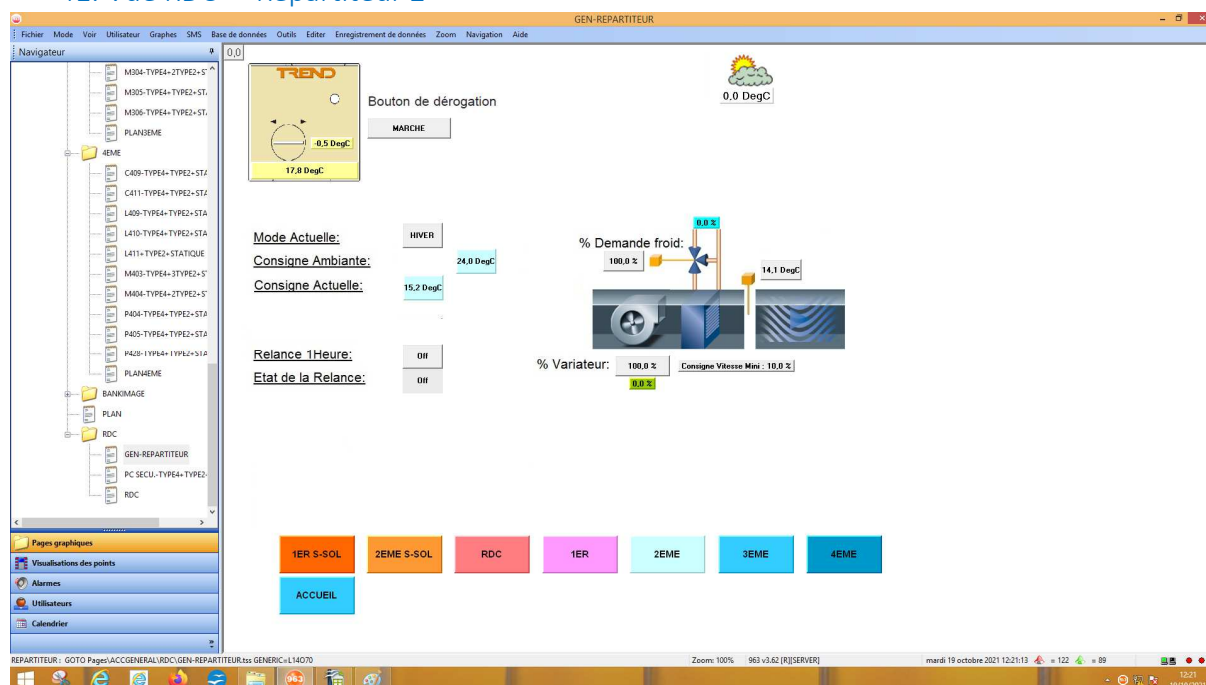 GEN-REPARTITEUR
Fichier Mode Voir Utilisateur Graphes SMS Base de données Outils Editer Enregistrement de données Zoom Navigation Aide
Navigateur
0,0
M304-TYPE4+2TYPE2+S
M305-TYPE4+TYPE2+ST
M306-TYPE4+TYPE2+ST
PLAN3EME
4EME
C409-TYPE4+TYPE2+STA
C411-TYPE4+TYPE2+STA
L409-TYPE4+TYPE2+STA
L410-TYPE4+TYPE2+STA
L411+TYPE2+STATIQUE
M403-TYPE4+3TYPE2+S
M404-TYPE4+2TYPE2+S
P404-TYPE4+TYPE2+STA
P405-TYPE4+TYPE2+STA
P428-TYPE4+TYPE2+STA
PLAN4EME
BANKIMAGE
PLAN
RDC
GEN-REPARTITEUR
PC SECU.-TYPE4+TYPE2-
RDC
Pages graphiques
Visualisations des points
Alarmes
Utilisateurs
Calendrier
TREND
-0,5 DegC
17,8 DegC
Bouton de dérogation
MARCHE
0,0 DegC
Mode Actuelle:
HIVER
Consigne Ambiante:
24,0 DegC
Consigne Actuelle:
15,2 DegC
Relance 1Heure:
Off
Etat de la Relance:
Off
0,0 %
% Demande froid:
100,0 %
14,1 DegC
% Variateur:
100,0 %
Consigne Vitesse Mini : 10,0 %
0,0 %
1ER S-SOL
2EME S-SOL
RDC
1ER
2EME
3EME
4EME
ACCUEIL
REPARTITEUR : GOTO Pages\ACCGENERAL\RDC\GEN-REPARTITEUR.tss GENERIC=L14O70
Zoom: 100%
963 v3.62 [R][SERVER]
mardi 19 octobre 2021 12:21:13
= 122
= 89
963
12:21